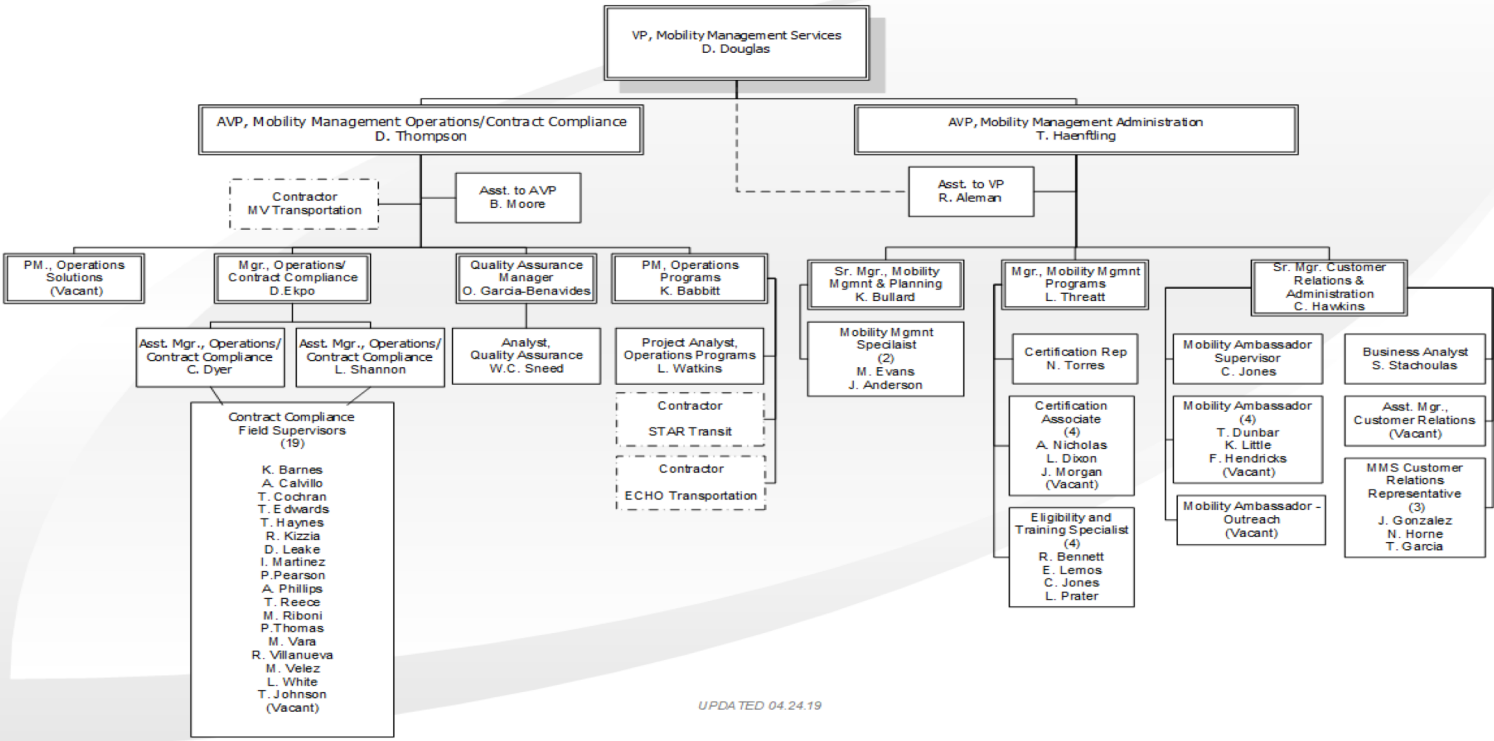 VP, Mobility Management Services
D. Douglas
AVP, Mobility Management Operations/Contract Compliance
D. Thompson
AVP, Mobility Management Administration
T. Haenftling
Contractor
MV Transportation
Asst. to AVP
B. Moore
Asst. to VP
R. Aleman
PM., Operations
Solutions
(Vacant)
Mgr., Operations/
Contract Compliance
D.Ekpo
Quality Assurance
Manager
O. Garcia-Benavides
PM, Operations
Programs
K. Babbitt
Sr. Mgr., Mobility
Mgmnt & Planning
K. Bullard
Mgr., Mobility Mgmnt
Programs
L. Threatt
Sr. Mgr. Customer
Relations &
Administration
C. Hawkins
Asst. Mgr., Operations/
Contract Compliance
C. Dyer
Asst. Mgr., Operations/
Contract Compliance
L. Shannon
Analyst,
Quality Assurance
W.C. Sneed
Project Analyst,
Operations Programs
L. Watkins
Contractor
STAR Transit
Contractor
ECHO Transportation
Mobility Mgmnt
Specilaist
(2)
M. Evans
J. Anderson
Certification Rep
N. Torres
Certification
Associate
(4)
A. Nicholas
L. Dixon
J. Morgan
(Vacant)
Eligibility and
Training Specialist
(4)
R. Bennett
E. Lemos
C. Jones
L. Prater
Mobility Ambassador
Supervisor
C. Jones
Mobility Ambassador
(4)
T. Dunbar
K. Little
F. Hendricks
(Vacant)
Mobility Ambassador -
Outreach
(Vacant)
Business Analyst
S. Stachoulas
Asst. Mgr.,
Customer Relations
(Vacant)
MMS Customer
Relations
Representative
(3)
J. Gonzalez
N. Horne
T. Garcia
Contract Compliance
Field Supervisors
(19)
K. Barnes
A. Calvillo
T. Cochran
T. Edwards
T. Haynes
R. Kizzia
D. Leake
I. Martinez
P.Pearson
A. Phillips
T. Reece
M. Riboni
P.Thomas
M. Vara
R. Villanueva
M. Velez
L. White
T. Johnson
(Vacant)
UPDATED 04.24.19